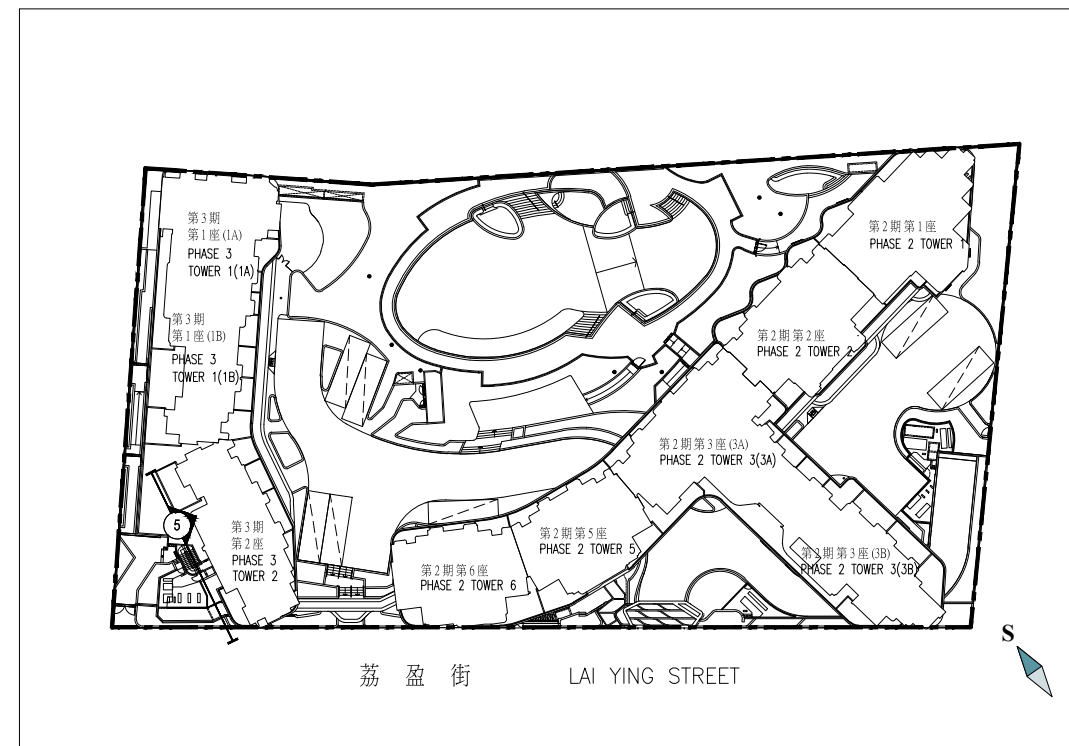 第3期
第1座(1A)
PHASE 3
TOWER 1(1A)
第3期
第1座(1B)
PHASE 3
TOWER 1(1B)
第2期第1座
PHASE 2 TOWER 1
第2期第2座
PHASE 2 TOWER 2
第2期第3座(3A)
PHASE 2 TOWER 3(3A)
5
第3期
第2座
PHASE 3
TOWER 2
第2期第5座
PHASE 2 TOWER 5
第2期第6座
PHASE 2 TOWER 6
第2期第3座(3B)
PHASE 2 TOWER 3(3B)
S
荔盈街 LAI YING STREET